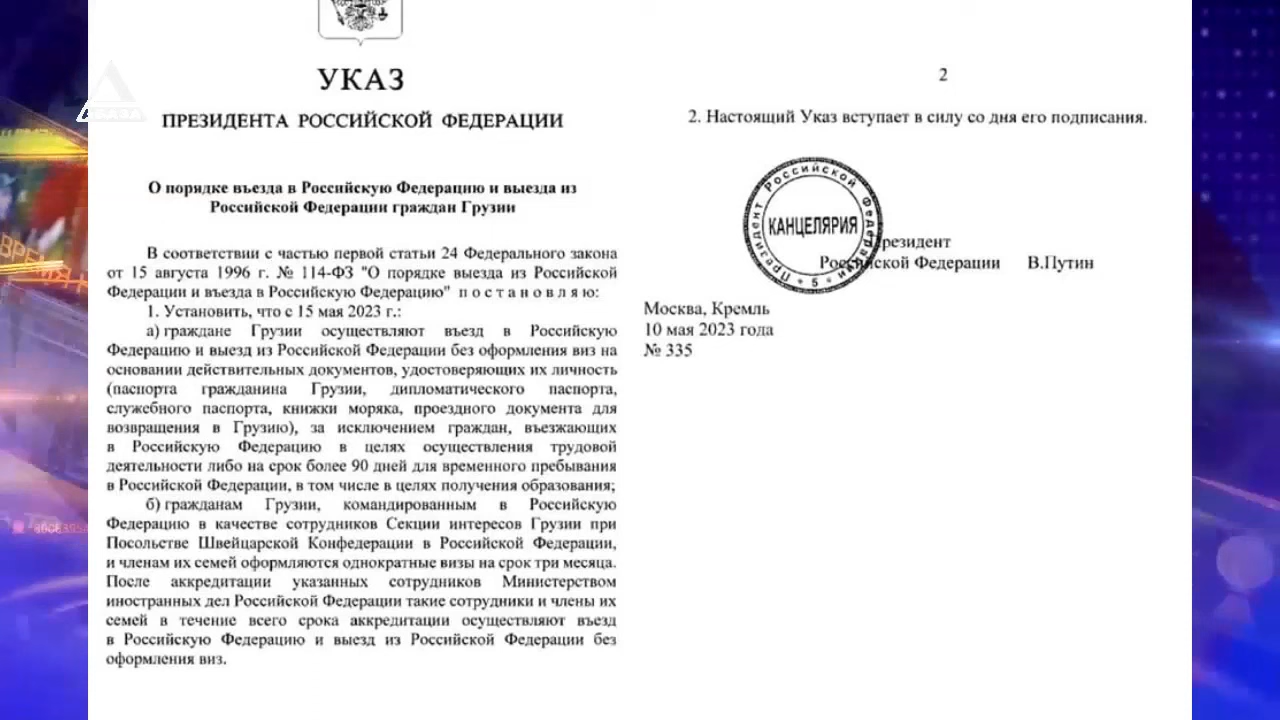 АБАЗА
УКАЗ
ПРЕЗИДЕНТА РОССИЙСКОЙ ФЕДЕРАЦИИ
О порядке въезда в Российскую Федерацию и выезда из
Российской Федерации граждан Грузии
В соответствии с частью первой статьи 24 Федерального закона
от 15 августа 1996 г. № 114-ФЗ "О порядке выезда из Российской
Федерации и въезда в Российскую Федерацию" п о с т а н о в л я ю:
1. Установить, что с 15 мая 2023 г.:
а) граждане Грузии осуществляют въезд в Российскую
Федерацию и выезд из Российской Федерации без оформления виз на
основании действительных документов, удостоверяющих их личность
(паспорта гражданина Грузии, дипломатического паспорта,
служебного паспорта, книжки моряка, проездного документа для
возвращения в Грузию), за исключением граждан, въезжающих
в Российскую Федерацию в целях осуществления трудовой
деятельности либо на срок более 90 дней для временного пребывания
в Российской Федерации, в том числе в целях получения образования;
б) гражданам Грузии, командированным в Российскую
Федерацию в качестве сотрудников Секции интересов Грузии при
Посольстве Швейцарской Конфедерации в Российской Федерации,
и членам их семей оформляются однократные визы на срок три месяца.
После аккредитации указанных сотрудников Министерством
иностранных дел Российской Федерации такие сотрудники и члены их
семей в течение всего срока аккредитации осуществляют въезд
в Российскую Федерацию и выезд из Российской Федерации без
оформления виз.
2
2. Настоящий Указ вступает в силу со дня его подписания.
Президент Российской Федерации
КАНЦЕЛЯРИЯ
* 5 *
Президент
Российской Федерации В.Путин
Москва, Кремль
10 мая 2023 года
№ 335
ВРЕМЯ